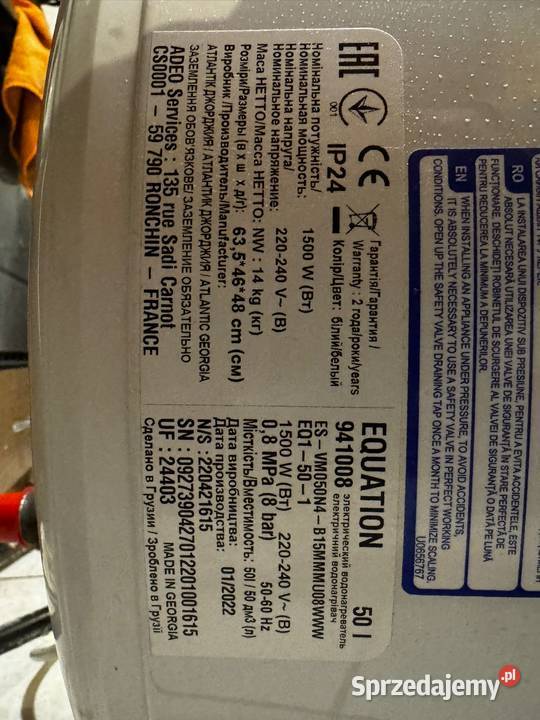 EAC
001
CE
IP24
Гарантія/Гарантия /
Warranty : 2 года/роки/years
Колір/Цвет: білий/белый
Номінальна потужність/
Номинальная мощность: 1500 W (Вт)
Номінальна напруга/
Номинальное напряжение: 220-240 V~ (В)
Маса НЕТТО/Масса НЕТТО: NW : 14 kg (кг)
Розміри/Размеры (в x ш x д/г): 63,5*46*48 cm (см)
Виробник /Производитель/Manufacturer:
АТЛАНТІК ДЖОРДЖИЯ / АТЛАНТИК ДЖОРДЖИЯ / ATLANTIC GEORGIA
ЗАЗЕМЛЕННЯ ОБОВ'ЯЗКОВЕ/ ЗАЗЕМЛЕНИЕ ОБЯЗАТЕЛЬНО
ADEO Services : 135 rue Sadi Carnot
CS0001 - 59 790 RONCHIN - FRANCE
EQUATION 50 l
941008 электрический водонагреватель
електричний водонагрівач
ES-VM050N4-B15MMMU08WWW
EQ1-50-1
1500 W (Вт) 220-240 V~ (В)
0,8 MPa (8 bar) 50-60 Hz
Місткість/Вместимость: 50l / 50 дм3 (л)
Дата виробництва:
Дата производства: 01/2022
N/S: 220421615
SN : 0927390427012201001615
UF : 24403 MADE IN GEORGIA
Сделано в Грузии / Зроблено в Грузії
RO
LA INSTALAREA UNUI DISPOZITIV SUB PRESIUNE, PENTRU A EVITA ACCIDENTELE, ESTE
ABSOLUT NECESARĂ UTILIZAREA UNEI VALVE DE SIGURANȚĂ ÎN STARE PERFECTĂ DE
FUNCȚIONARE. DESCHIDEȚI ROBINETUL DE SCURGERE AL VALVEI DE SIGURANȚĂ O DATĂ PE LUNĂ
PENTRU REDUCEREA LA MINIMUM A DEPUNERILOR.
EN
WHEN INSTALLING AN APPLIANCE UNDER PRESSURE, TO AVOID ACCIDENTS,
IT IS ABSOLUTELY NECESSARY TO USE A SAFETY VALVE IN PERFECT WORKING
CONDITIONS. OPEN UP THE SAFETY VALVE DRAINING TAP ONCE A MONTH TO MINIMIZE SCALING.
U0656767
Sprzedajemy.pl